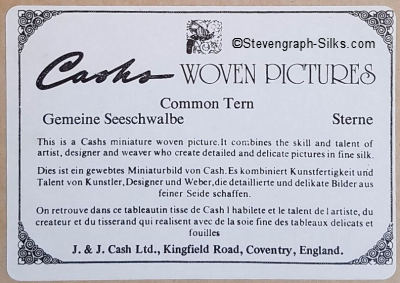 ©Stevengraph-Silks.com
Cashs WOVEN PICTURES
Common Tern
Gemeine Seeschwalbe Sterne
This is a Cashs miniature woven picture.It combines the skill and talent of
artist, designer and weaver who create detailed and delicate pictures in fine silk.
Dies ist ein gewebtes Miniaturbild von Cash.Es kombiniert Kunstfertigkeit und
Talent von Kunstler,Designer und Weber,die detaillierte und delikate Bilder aus
feiner Seide schaffen.
On retrouve dans ce tableautin tisse de Cash l habilete et le talent de l artiste, du
createur et du tisserand qui realisent avec de la soie fine des tableaux delicats et
fouilles
J. & J. Cash Ltd., Kingfield Road, Coventry, England.